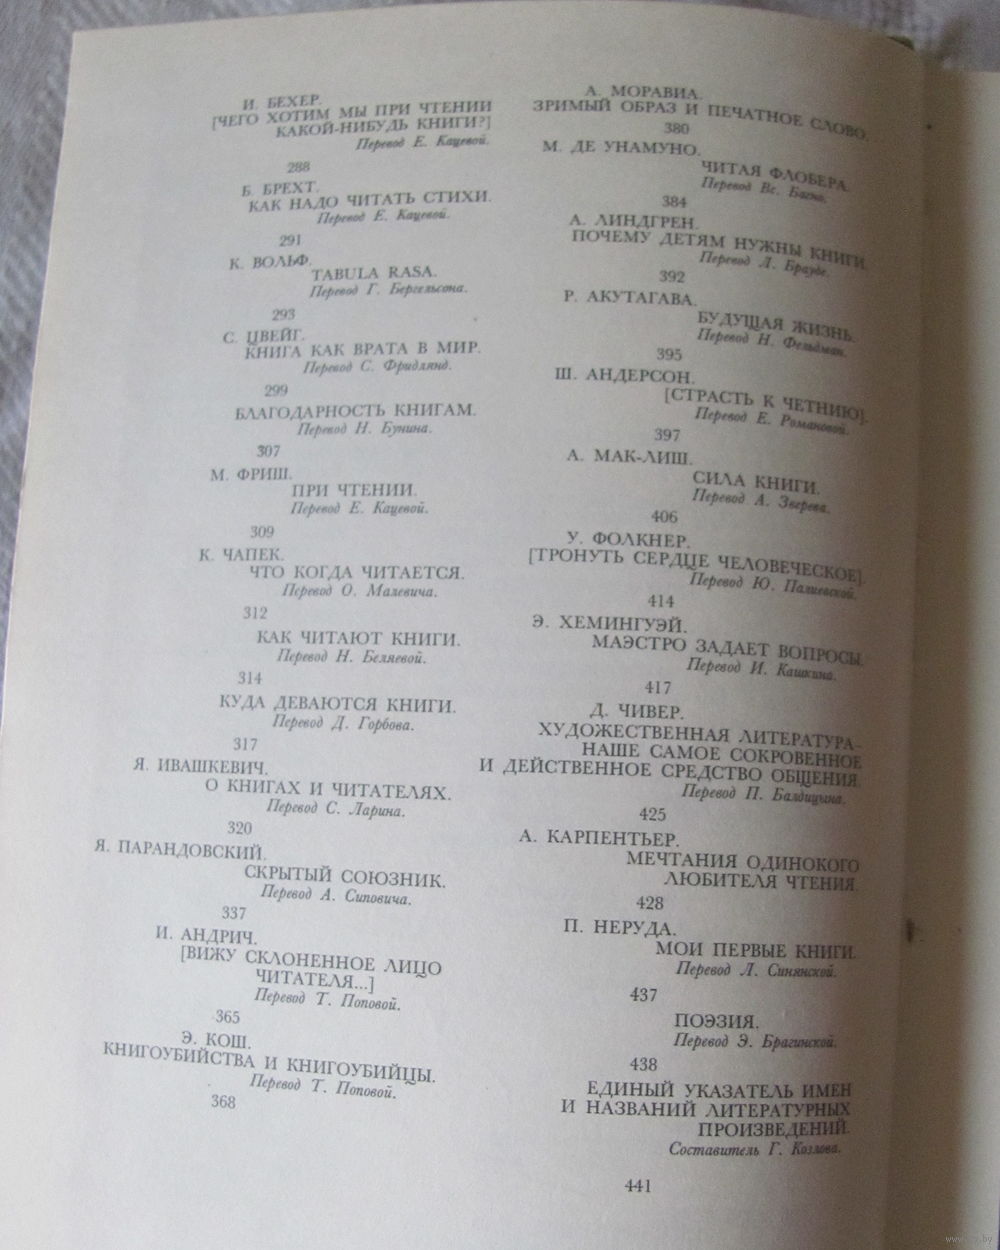 И. БЕХЕР.
[ЧЕГО ХОТИМ МЫ ПРИ ЧТЕНИИ
КАКОЙ-НИБУДЬ КНИГИ?]
Перевод Е. Кацевой.
288
Б. БРЕХТ.
КАК НАДО ЧИТАТЬ СТИХИ.
Перевод Е. Кацевой.
291
К. ВОЛЬФ.
TABULA RASA.
Перевод Г. Бергельсона.
293
С. ЦВЕЙГ.
КНИГА КАК ВРАТА В МИР.
Перевод С. Фридлянд.
299
БЛАГОДАРНОСТЬ КНИГАМ.
Перевод Н. Бунина.
307
М. ФРИШ.
ПРИ ЧТЕНИИ.
Перевод Е. Кацевой.
309
К. ЧАПЕК.
ЧТО КОГДА ЧИТАЕТСЯ.
Перевод О. Малевича.
312
КАК ЧИТАЮТ КНИГИ.
Перевод Н. Беляевой.
314
КУДА ДЕВАЮТСЯ КНИГИ.
Перевод Д. Горбова.
317
Я. ИВАШКЕВИЧ.
О КНИГАХ И ЧИТАТЕЛЯХ.
Перевод С. Ларина.
320
Я. ПАРАНДОВСКИЙ.
СКРЫТЫЙ СОЮЗНИК.
Перевод А. Сиповича.
337
И. АНДРИЧ.
[ВИЖУ СКЛОНЕННОЕ ЛИЦО
ЧИТАТЕЛЯ...]
Перевод Т. Поповой.
365
Э. КОШ.
КНИГОУБИЙСТВА И КНИГОУБИЙЦЫ.
Перевод Т. Поповой.
368
А. МОРАВИА.
ЗРИМЫЙ ОБРАЗ И ПЕЧАТНОЕ СЛОВО.
380
М. ДЕ УНАМУНО.
ЧИТАЯ ФЛОБЕРА.
Перевод Вс. Багно.
384
А. ЛИНДГРЕН.
ПОЧЕМУ ДЕТЯМ НУЖНЫ КНИГИ.
Перевод Л. Брауде.
392
Р. АКУТАГАВА.
БУДУЩАЯ ЖИЗНЬ.
Перевод Н. Фельдман.
395
Ш. АНДЕРСОН.
[СТРАСТЬ К ЧЕТНИЮ].
Перевод Е. Романовой.
397
А. МАК-ЛИШ.
СИЛА КНИГИ.
Перевод А. Зверева.
406
У. ФОЛКНЕР.
[ТРОНУТЬ СЕРДЦЕ ЧЕЛОВЕЧЕСКОЕ].
Перевод Ю. Палиевской.
414
Э. ХЕМИНГУЭЙ.
МАЭСТРО ЗАДАЕТ ВОПРОСЫ.
Перевод И. Кашкина.
417
Д. ЧИВЕР.
ХУДОЖЕСТВЕННАЯ ЛИТЕРАТУРА-
НАШЕ САМОЕ СОКРОВЕННОЕ
И ДЕЙСТВЕННОЕ СРЕДСТВО ОБЩЕНИЯ.
Перевод П. Балдицына.
425
А. КАРПЕНТЬЕР.
МЕЧТАНИЯ ОДИНОКОГО
ЛЮБИТЕЛЯ ЧТЕНИЯ.
428
П. НЕРУДА.
МОИ ПЕРВЫЕ КНИГИ.
Перевод Л. Синянской.
437
ПОЭЗИЯ.
Перевод Э. Брагинской.
438
ЕДИНЫЙ УКАЗАТЕЛЬ ИМЕН
И НАЗВАНИЙ ЛИТЕРАТУРНЫХ
ПРОИЗВЕДЕНИЙ.
Составитель Г. Козлова.
441